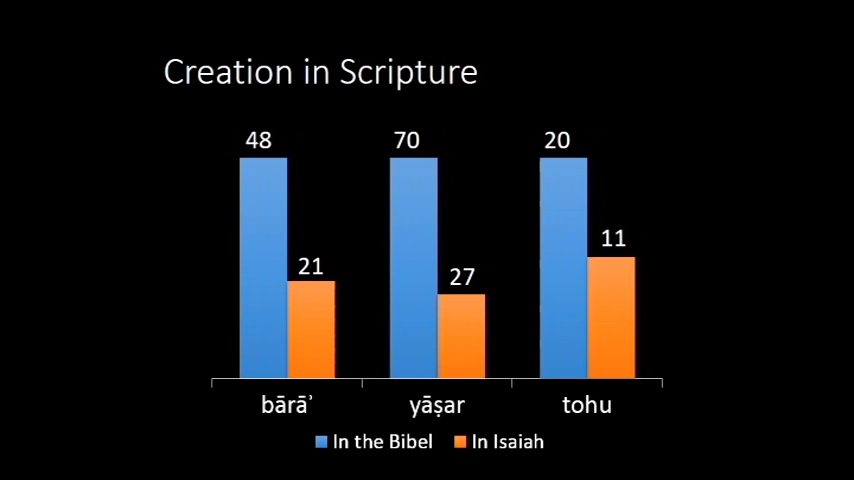 Creation in Scripture
48
70
20
21
27
11
bārāʾ
yāṣar
tohu
In the Bibel
In Isaiah